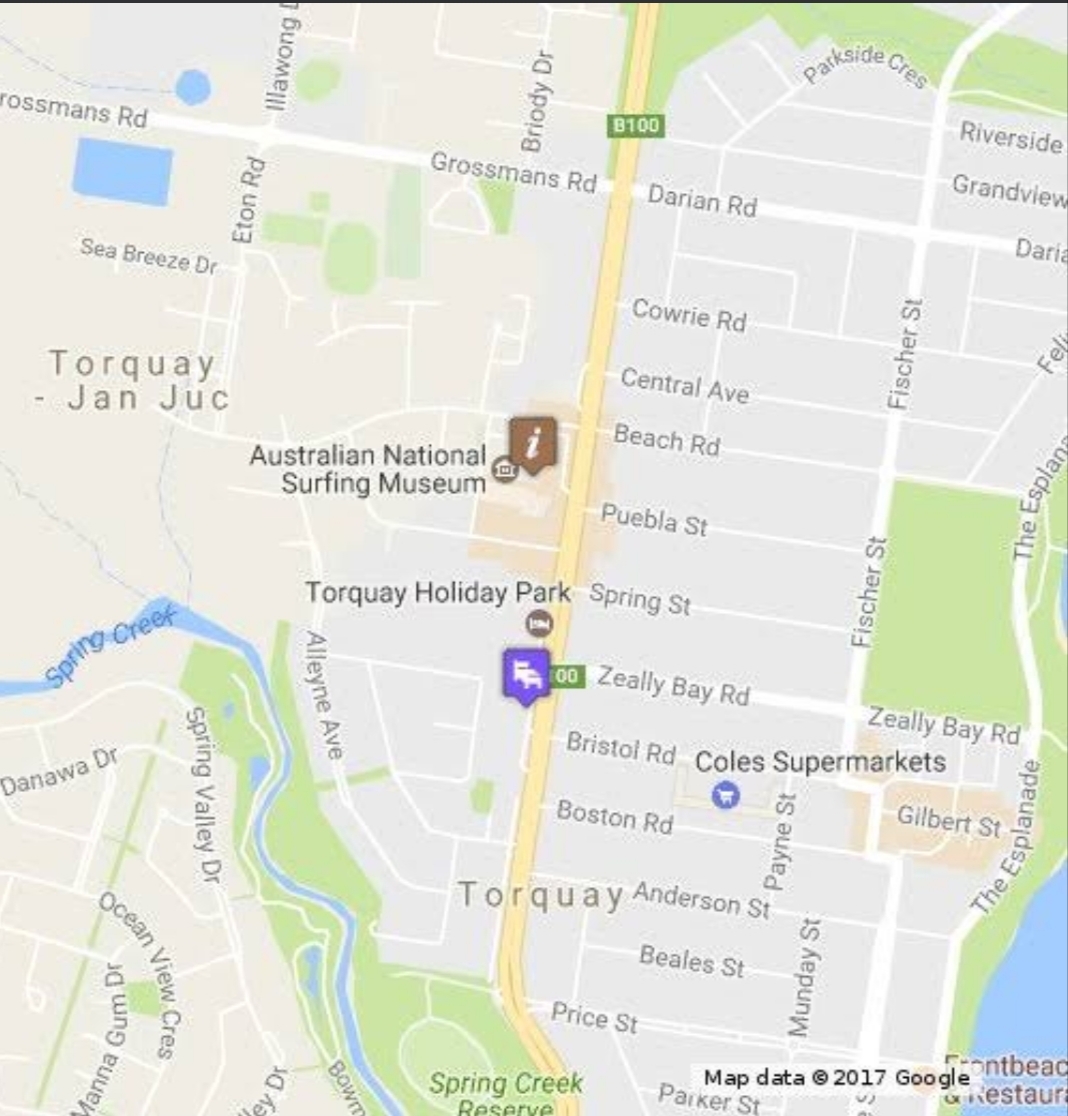 Illawong D
Briody Dr
Parkside Cres
Grossmans Rd
B100
Riverside
Grossmans Rd
Eton Rd
Darian Rd
Grandview
Daria
Sea Breeze Dr
Cowrie Rd
Fischer St
Feli
Torquay
- Jan Juc
Central Ave
Beach Rd
Australian National
Surfing Museum
i
The Esplan
Puebla St
Fischer St
Torquay Holiday Park
Spring St
Spring Creek
Alleyne Ave
00
Zeally Bay Rd
Zeally Bay Rd
Spring Valley Dr
Bristol Rd
Coles Supermarkets
Danawa Dr
Boston Rd
Payne St
Gilbert St
The Esplanade
Torquay
Anderson St
Ocean View Cres
Beales St
Munday St
Manna Gum Dr
Price St
Bowm
ley Dr
Spring Creek
Reserve
Parker St
e S
Map data ©2017 Google
Frontbeac
& Restaura